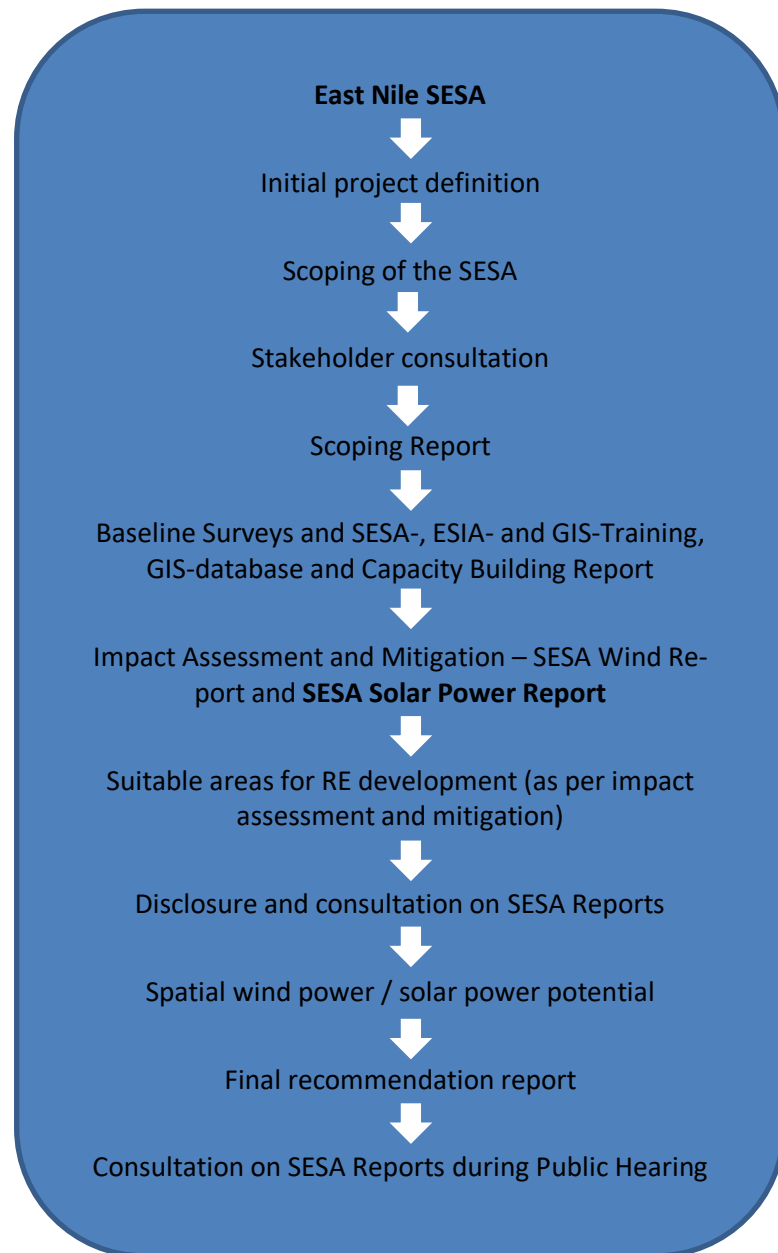 East Nile SESA
Initial project definition
Scoping of the SESA
Stakeholder consultation
Scoping Report
Baseline Surveys and SESA-, ESIA- and GIS-Training,
GIS-database and Capacity Building Report
Impact Assessment and Mitigation – SESA Wind Re-
port and SESA Solar Power Report
Suitable areas for RE development (as per impact
assessment and mitigation)
Disclosure and consultation on SESA Reports
Spatial wind power / solar power potential
Final recommendation report
Consultation on SESA Reports during Public Hearing